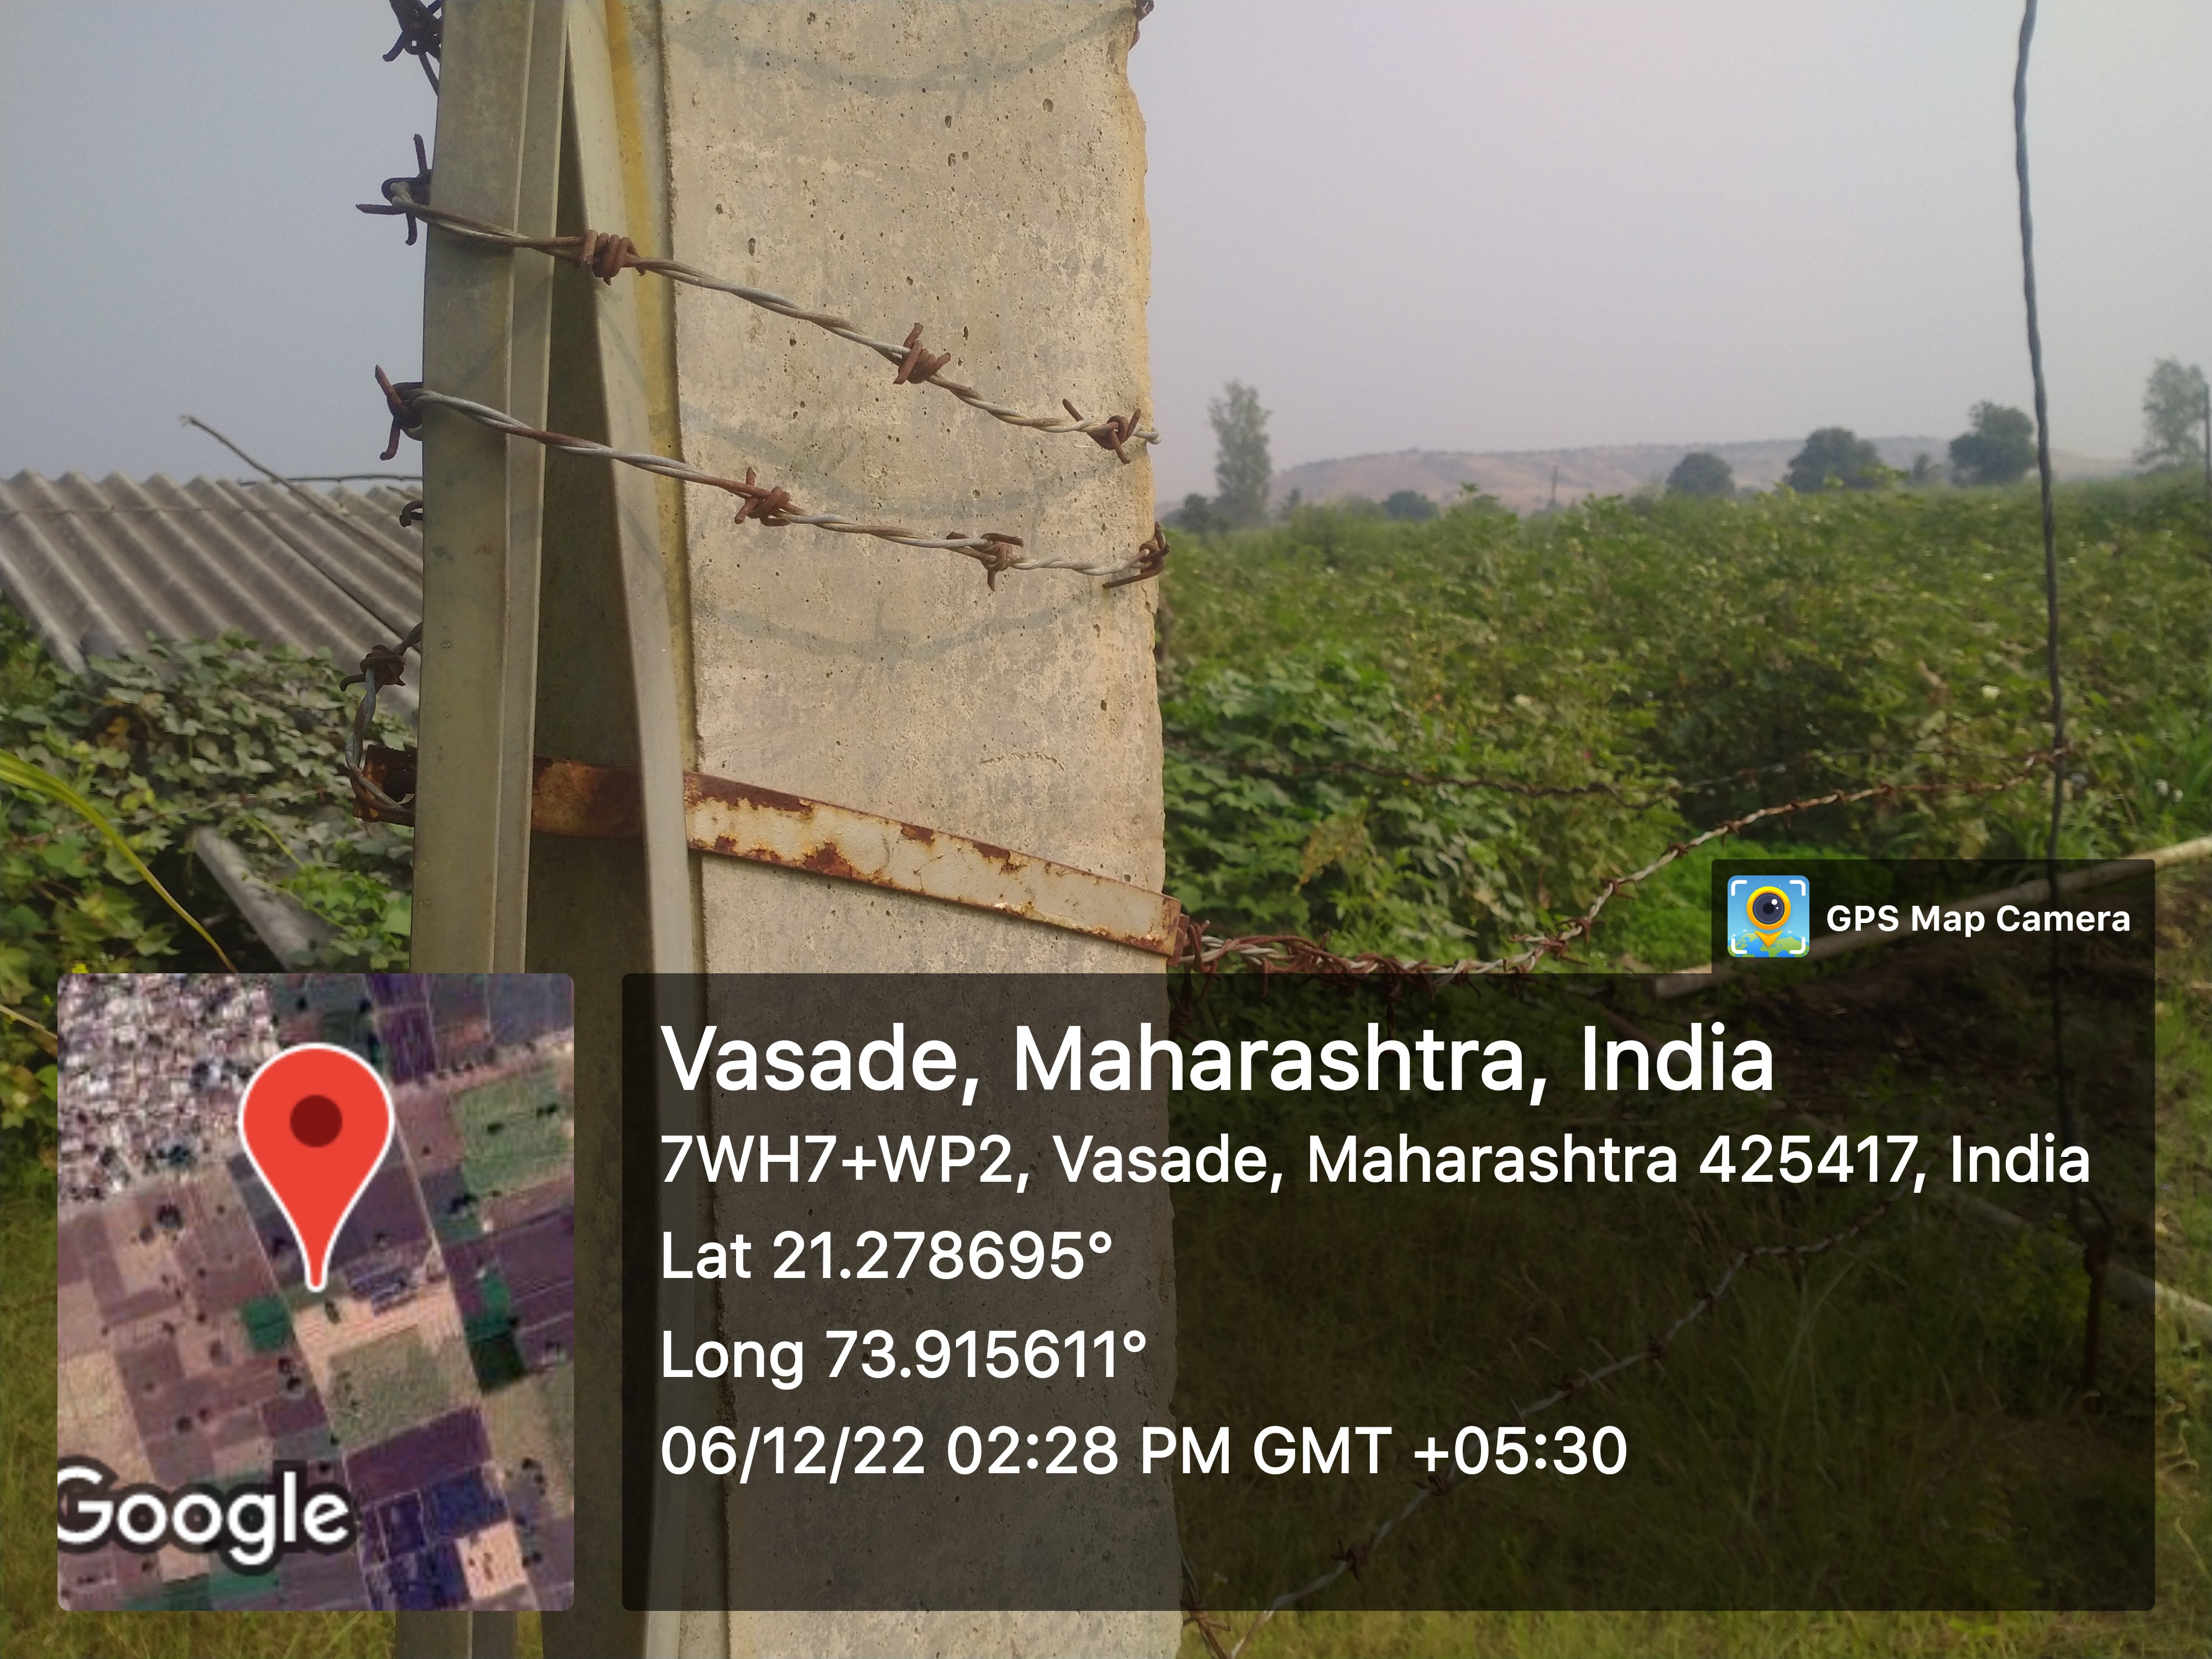 GPS Map Camera
Vasade, Maharashtra, India
7WH7+WP2, Vasade, Maharashtra 425417, India
Lat 21.278695°
Long 73.915611°
06/12/22 02:28 PM GMT +05:30
Google